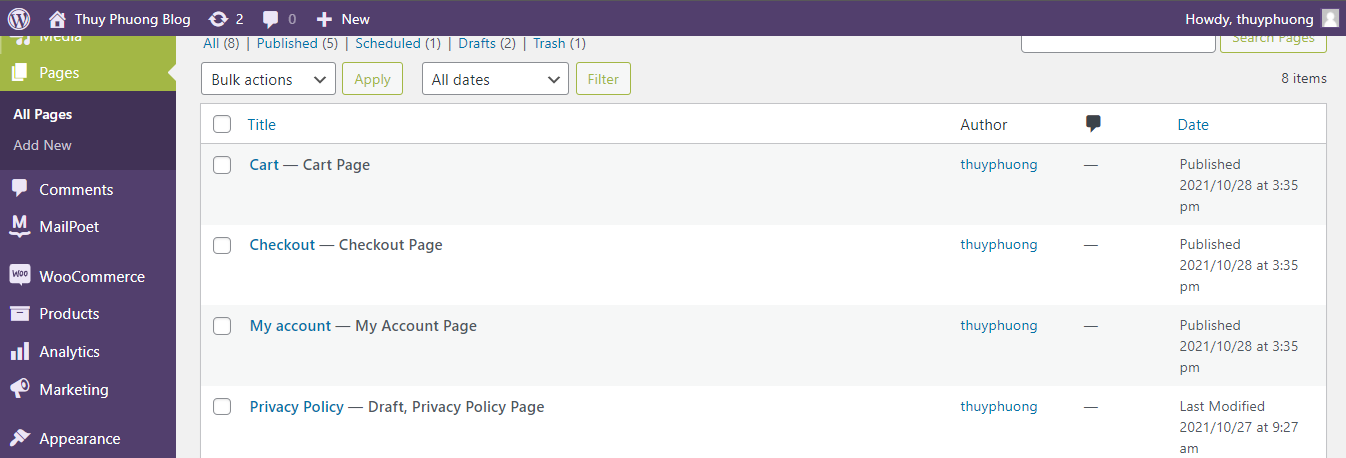 Thuy Phuong Blog 2 0 New Howdy, thuyphuong
Media
All (8) | Published (5) | Scheduled (1) | Drafts (2) | Trash (1)
Search Pages
Pages
Bulk actions Apply All dates Filter 8 items
All Pages
Add New
Comments
M MailPoet
Woo WooCommerce
Products
Analytics
Marketing
Appearance
Title Author Date
Cart — Cart Page thuyphuong — Published
2021/10/28 at 3:35
pm
Checkout — Checkout Page thuyphuong — Published
2021/10/28 at 3:35
pm
My account — My Account Page thuyphuong — Published
2021/10/28 at 3:35
pm
Privacy Policy — Draft, Privacy Policy Page thuyphuong — Last Modified
2021/10/27 at 9:27
am